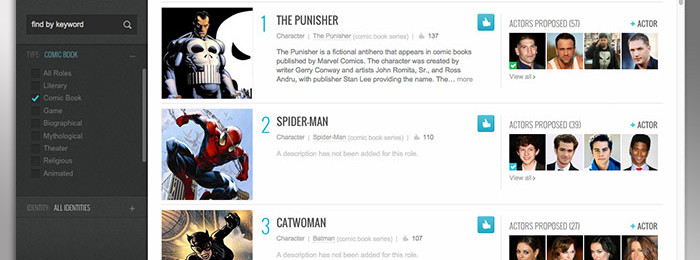 find by keyword
TYPE: COMIC BOOK
All Roles
Literary
Comic Book
Game
Biographical
Mythological
Theater
Religious
Animated
IDENTITY: ALL IDENTITIES +
1 THE PUNISHER
Character | The Punisher (comic book series) | 137
The Punisher is a fictional antihero that appears in comic books
published by Marvel Comics. The character was created by
writer Gerry Conway and artists John Romita, Sr., and Ross
Andru, with publisher Stan Lee providing the name. The… more
ACTORS PROPOSED (57) + ACTOR
View all >
2 SPIDER-MAN
Character | Spider-Man (comic book series) | 110
A description has not been added for this role.
ACTORS PROPOSED (39) + ACTOR
View all >
3 CATWOMAN
Character | Batman (comic book series) | 107
A description has not been added for this role.
ACTORS PROPOSED (27) + ACTOR